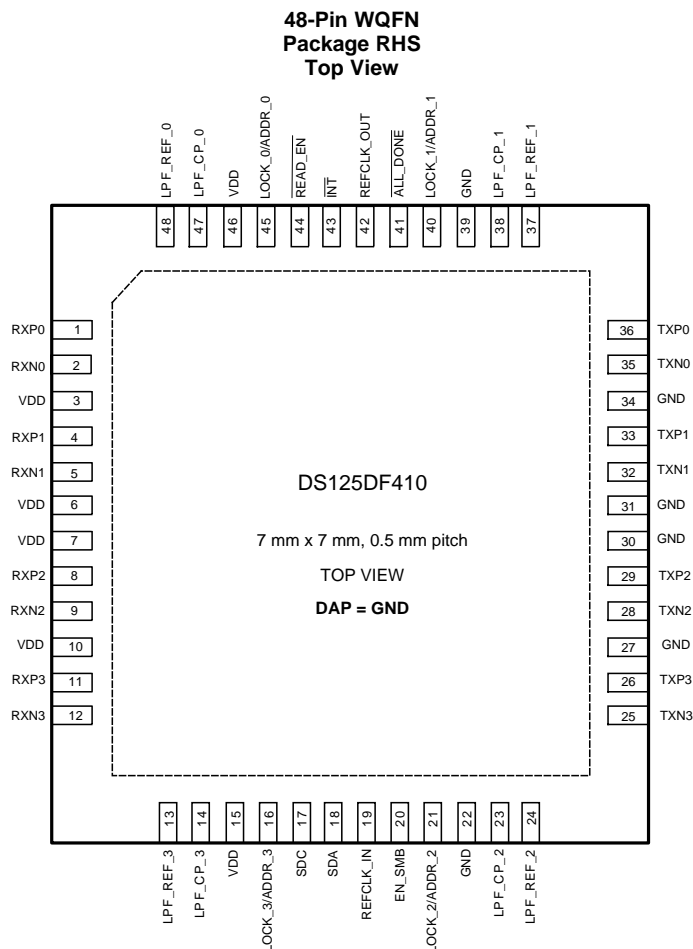 48-Pin WQFN
Package RHS
Top View
LPF_REF_0
LPF_CP_0
VDD
LOCK_0/ADDR_0
READ_EN
INT
REFCLK_OUT
ALL_DONE
LOCK_1/ADDR_1
GND
LPF_CP_1
LPF_REF_1
48
47
46
45
44
43
42
41
40
39
38
37
RXP0 1
RXN0 2
VDD 3
RXP1 4
RXN1 5
VDD 6
VDD 7
RXP2 8
RXN2 9
VDD 10
RXP3 11
RXN3 12
DS125DF410
7 mm x 7 mm, 0.5 mm pitch
TOP VIEW
DAP = GND
36 TXP0
35 TXN0
34 GND
33 TXP1
32 TXN1
31 GND
30 GND
29 TXP2
28 TXN2
27 GND
26 TXP3
25 TXN3
13
14
15
16
17
18
19
20
21
22
23
24
LPF_REF_3
LPF_CP_3
VDD
LOCK_3/ADDR_3
SDC
SDA
REFCLK_IN
EN_SMB
LOCK_2/ADDR_2
GND
LPF_CP_2
LPF_REF_2